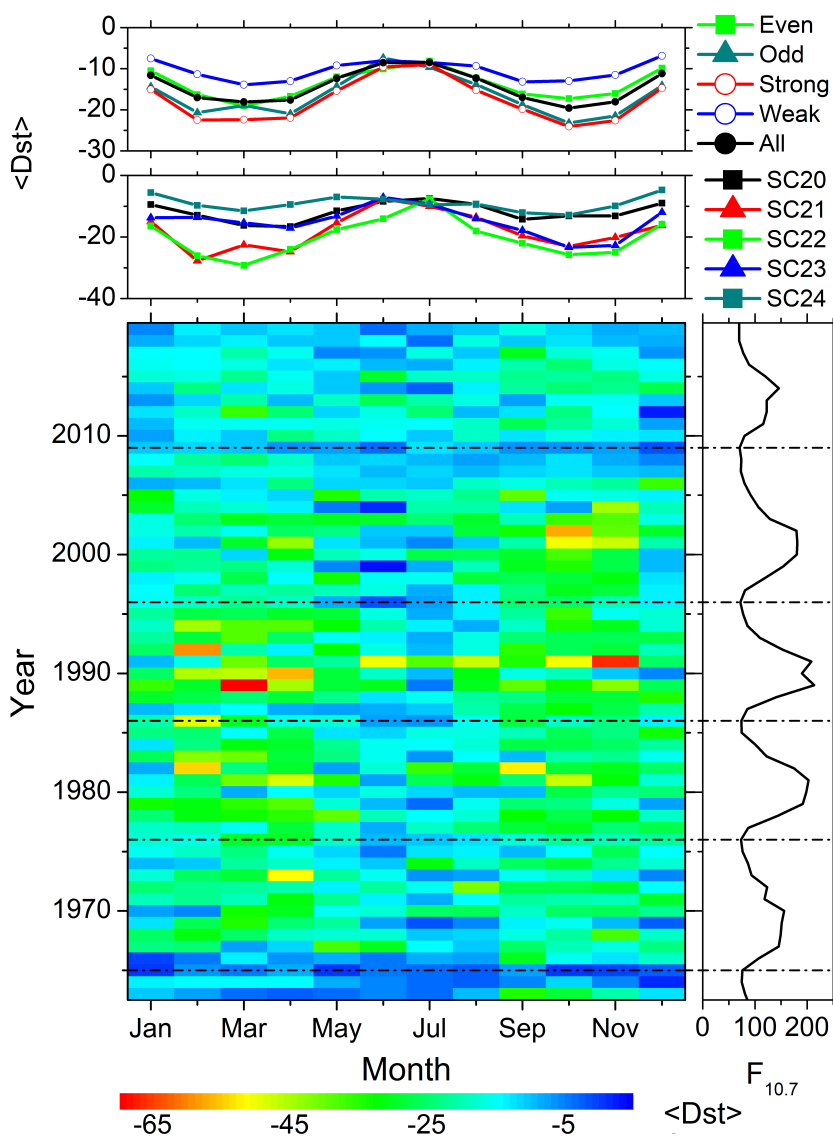 0
-10
-20
-30
<Dst>
Even
Odd
Strong
Weak
All
0
-20
-40
SC20
SC21
SC22
SC23
SC24
2010
2000
1990
1980
1970
Year
Jan Mar May Jul Sep Nov
Month
0 100 200
F10.7
-65 -45 -25 -5
<Dst>